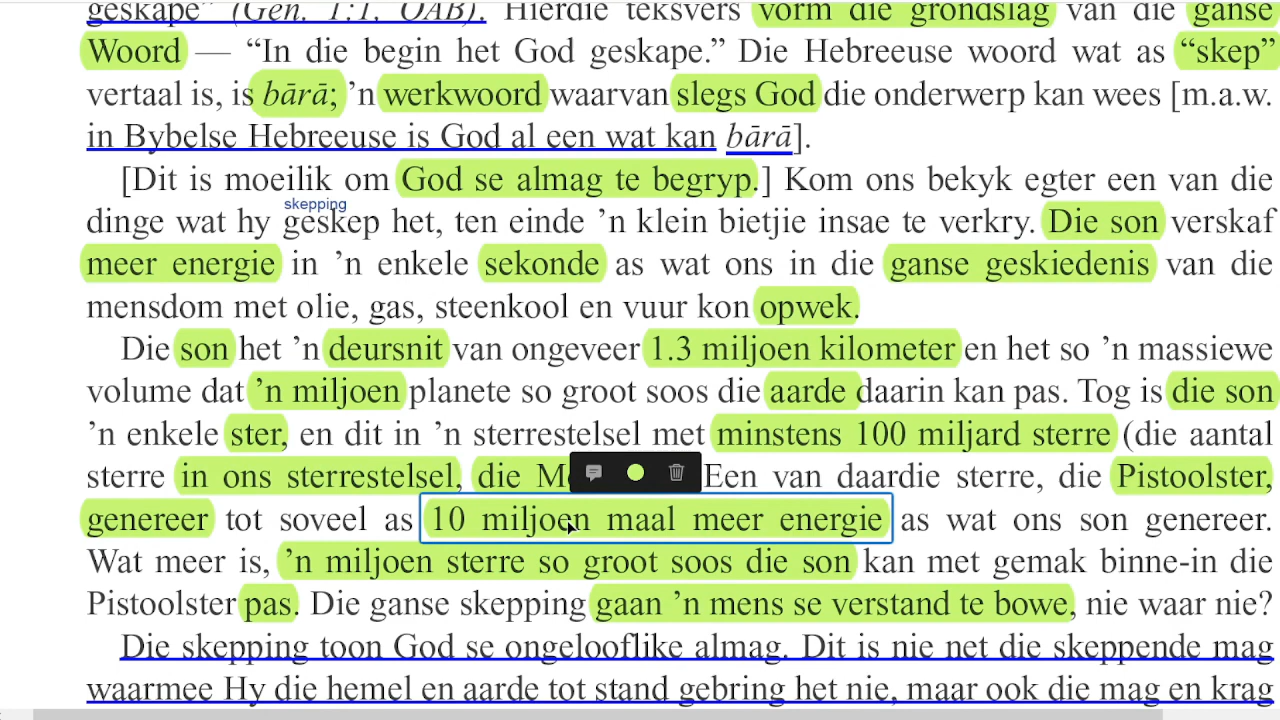 geskape” (Gen. 1:1, OAB). Hierdie teksvers vorm die grondslag van die ganse
Woord — “In die begin het God geskape.” Die Hebreeuse woord wat as “skep”
vertaal is, is bārā; ’n werkwoord waarvan slegs God die onderwerp kan wees [m.a.w.
in Bybelse Hebreeuse is God al een wat kan bārā].
[Dit is moeilik om God se almag te begryp.] Kom ons bekyk egter een van die
skepping
dinge wat hy geskep het, ten einde ’n klein bietjie insae te verkry. Die son verskaf
meer energie in ’n enkele sekonde as wat ons in die ganse geskiedenis van die
mensdom met olie, gas, steenkool en vuur kon opwek.
Die son het ’n deursnit van ongeveer 1.3 miljoen kilometer en het so ’n massiewe
volume dat ’n miljoen planete so groot soos die aarde daarin kan pas. Tog is die son
’n enkele ster, en dit in ’n sterrestelsel met minstens 100 miljard sterre (die aantal
sterre in ons sterrestelsel, die Een van daardie sterre, die Pistoolster,
genereer tot soveel as 10 miljoen maal meer energie as wat ons son genereer.
Wat meer is, ’n miljoen sterre so groot soos die son kan met gemak binne-in die
Pistoolster pas. Die ganse skepping gaan ’n mens se verstand te bowe, nie waar nie?
Die skepping toon God se ongelooflike almag. Dit is nie net die skeppende mag
waarmee Hy die hemel en aarde tot stand gebring het nie, maar ook die mag en krag